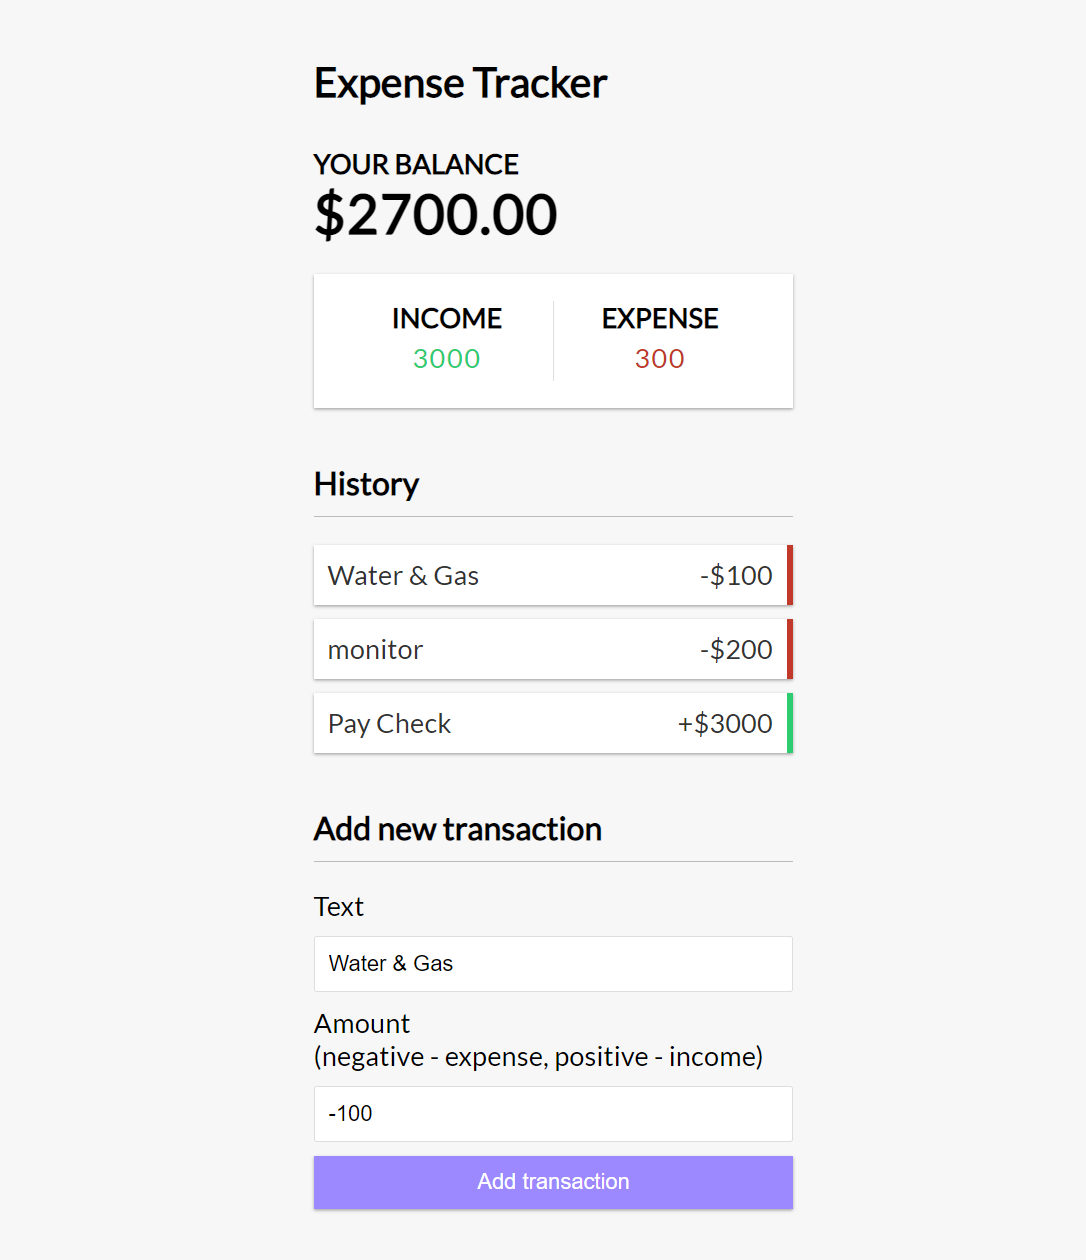 Expense Tracker
YOUR BALANCE
$2700.00
INCOME EXPENSE
3000 300
History
Water & Gas -$100
monitor -$200
Pay Check +$3000
Add new transaction
Text
Water & Gas
Amount
(negative - expense, positive - income)
-100
Add transaction